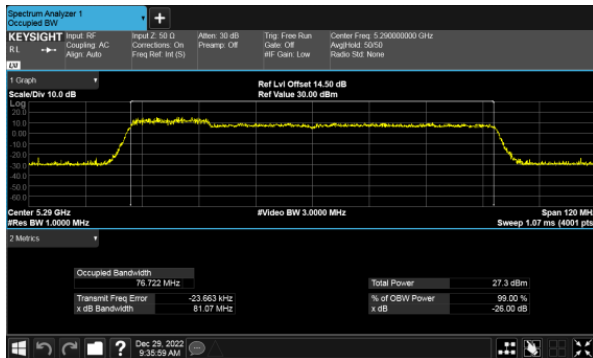 Spectrum Analyzer 1
Occupied BW
+
KEYSIGHT Input: RF Input Z: 50 Ω Atten: 30 dB Trig: Free Run Center Freq: 5.290000000 GHz
R L Coupling: AC Corrections: On Preamp: Off Gate: Off Avg|Hold: 50/50
Align: Auto Freq Ref: Int (S) #IF Gain: Low Radio Std: None
1 Graph
Ref Lvl Offset 14.50 dB
Scale/Div 10.0 dB Ref Value 30.00 dBm
Log
20.0
10.0
0.00
-10.0
-20.0
-30.0
-40.0
-50.0
-60.0
Center 5.29 GHz #Video BW 3.0000 MHz Span 120 MH
#Res BW 1.0000 MHz Sweep 1.07 ms (4001 pts
2 Metrics
Occupied Bandwidth
76.722 MHz Total Power 27.3 dBm
Transmit Freq Error -23.663 kHz % of OBW Power 99.00 %
x dB Bandwidth 81.07 MHz x dB -26.00 dB
? Dec 29, 2022
9:35:59 AM